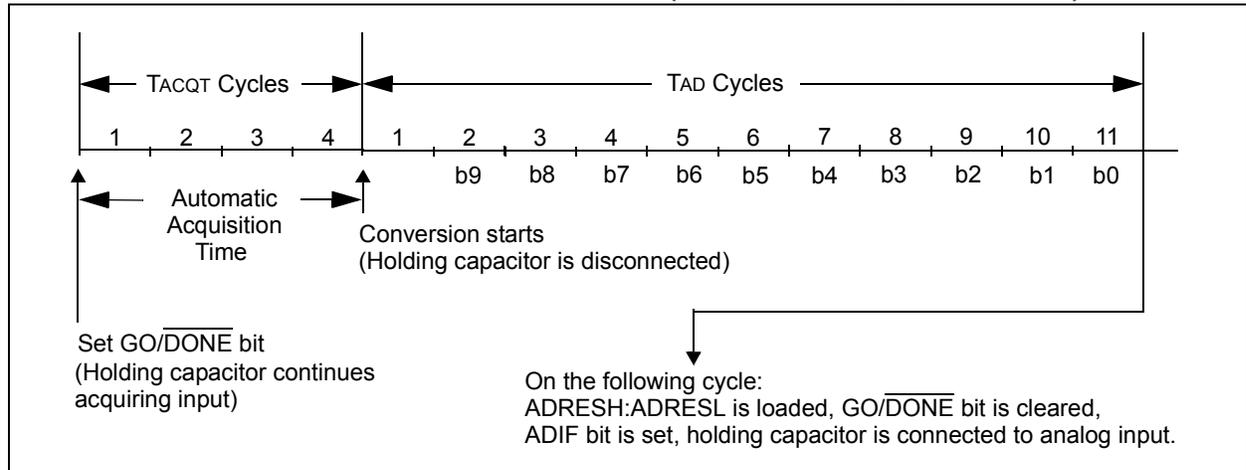 TACQT Cycles
TAD Cycles
1 2 3 4 1 2 3 4 5 6 7 8 9 10 11
b9 b8 b7 b6 b5 b4 b3 b2 b1 b0
Automatic
Acquisition
Time
Conversion starts
(Holding capacitor is disconnected)
Set GO/DONE bit
(Holding capacitor continues
acquiring input)
On the following cycle:
ADRESH:ADRESL is loaded, GO/DONE bit is cleared,
ADIF bit is set, holding capacitor is connected to analog input.